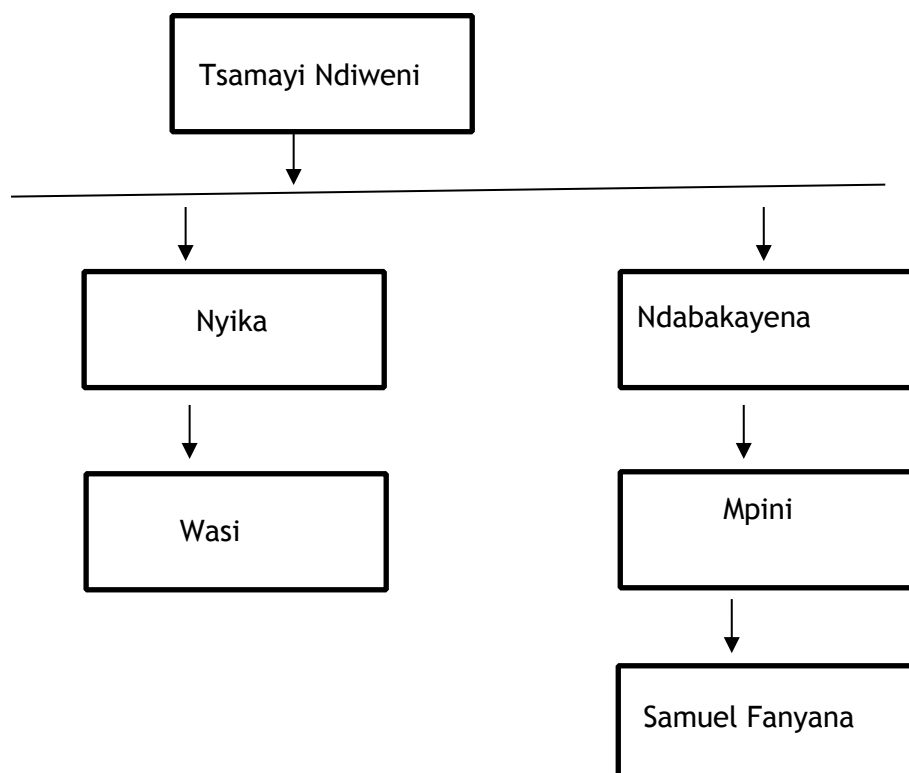 Tsamayi Ndiweni
Nyika
Ndabakayena
Wasi
Mpini
Samuel Fanyana